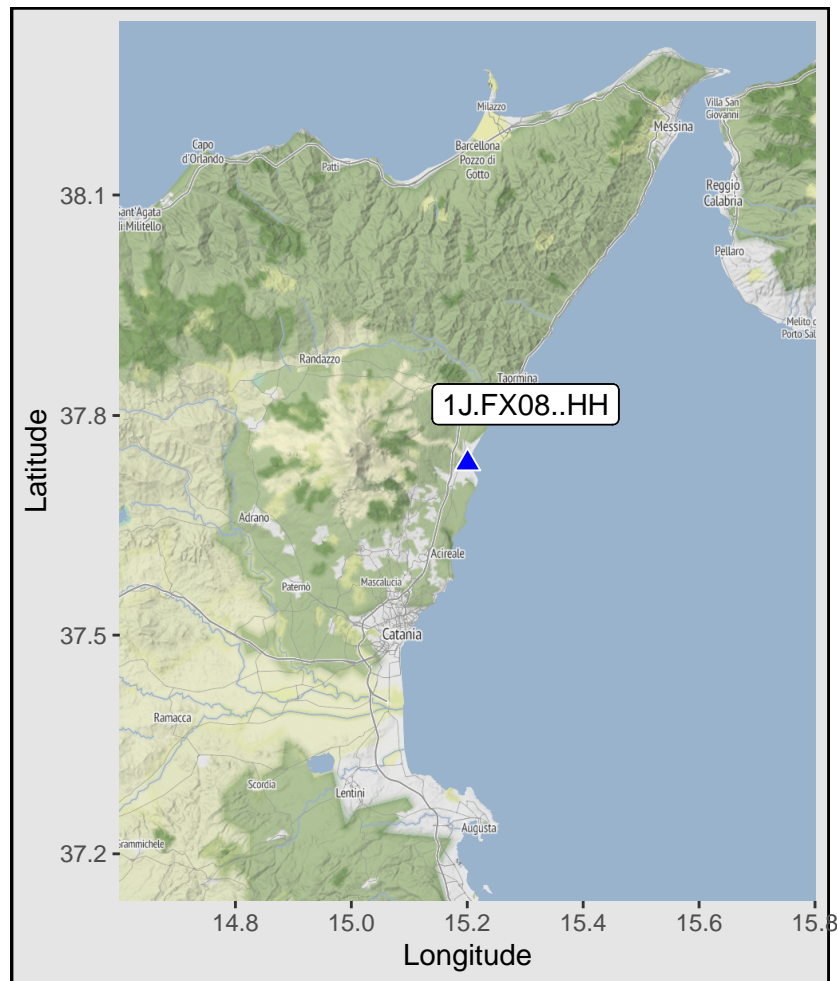 Villa San
Giovanni
Milazzo
Messina
Capo
d'Orlando
Barcellona
Pozzo di
Gotto
Patti
38.1
Reggio
Calabria
Sant'Agata
di Militello
Pellaro
Melito d
Porto Sal
Randazzo
Taormina
1J.FX08..HH
37.8
Latitude
Adrano
Acireale
Mascalucia
Paternò
37.5
Catania
Ramacca
Scordia
Lentini
Augusta
Grammichele
37.2
14.8 15.0 15.2 15.4 15.6 15.8
Longitude